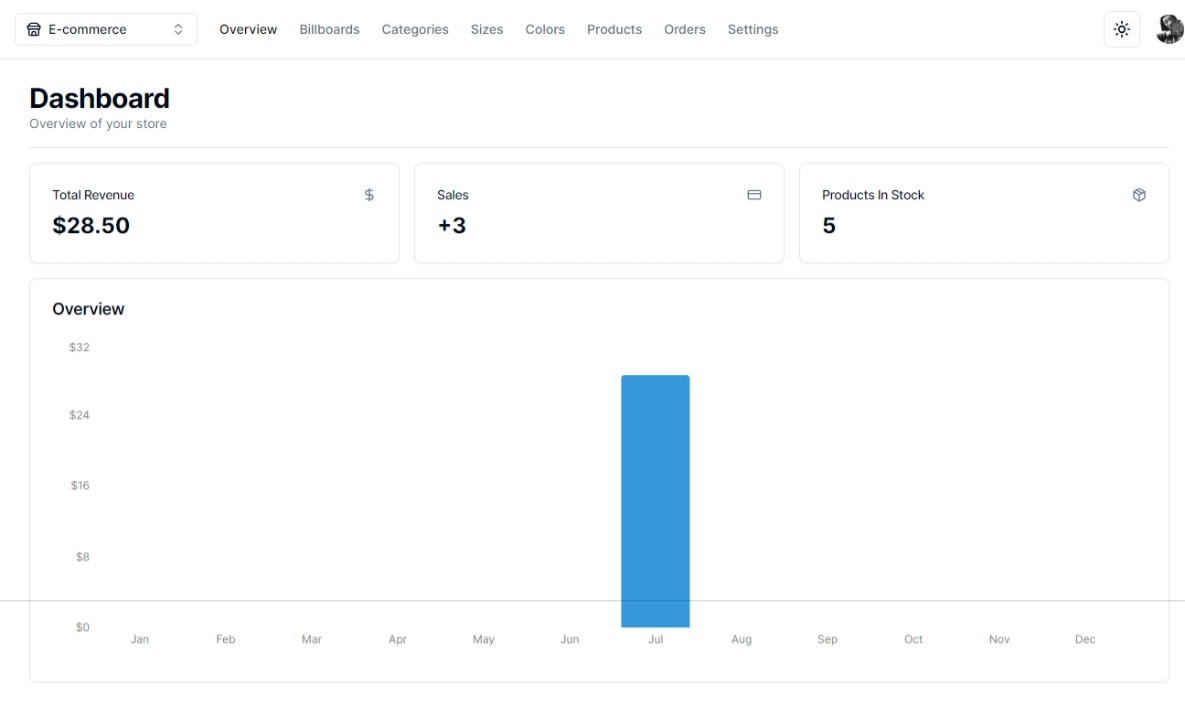 E-commerce Overview Billboards Categories Sizes Colors Products Orders Settings
Dashboard
Overview of your store
Total Revenue $
$28.50
Sales
+3
Products In Stock
5
Overview
$32
$24
$16
$8
$0
Jan Feb Mar Apr May Jun Jul Aug Sep Oct Nov Dec